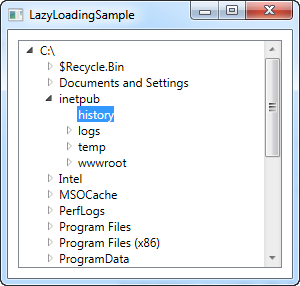 LazyLoadingSample
C:\
$Recycle.Bin
Documents and Settings
inetpub
history
logs
temp
wwwroot
Intel
MSOCache
PerfLogs
Program Files
Program Files (x86)
ProgramData